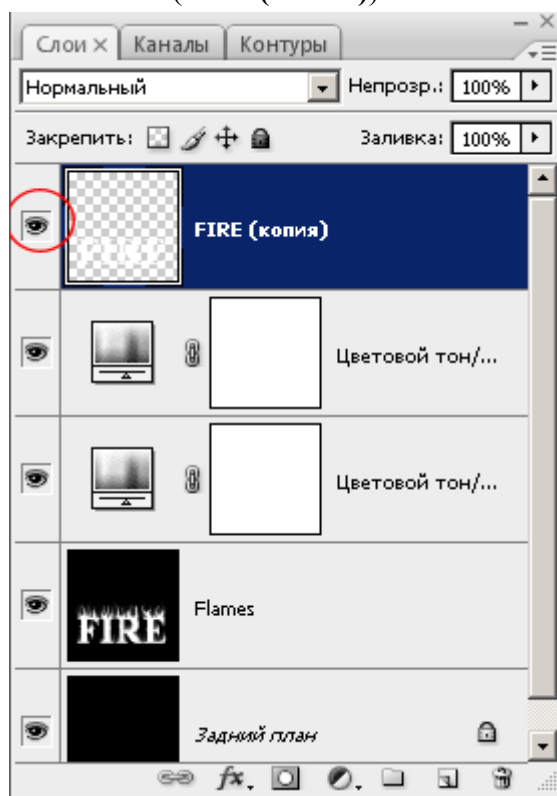 Слои × Каналы Контуры
Нормальный Непрозр.: 100%
Закрепить: Заливка: 100%
FIRE (копия)
Цветовой тон/...
Цветовой тон/...
FIRE
Flames
Задний план